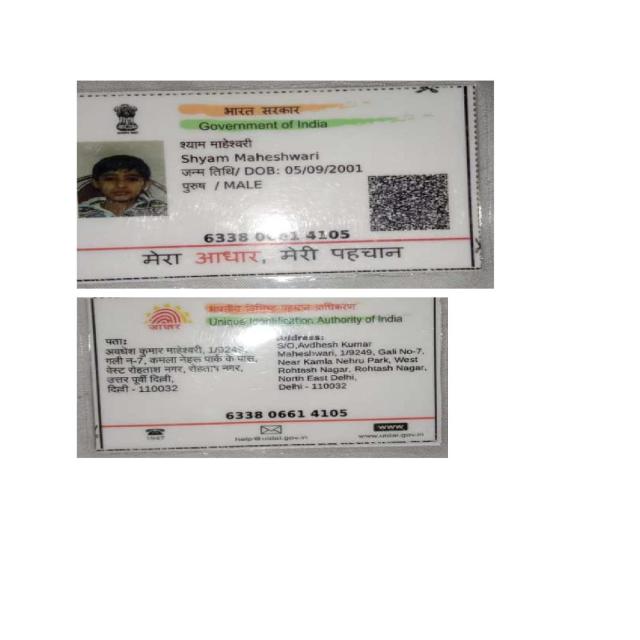 भारत सरकार
Government of India
श्याम माहेश्वरी
Shyam Maheshwari
जन्म तिथि/ DOB: 05/09/2001
पुरुष / MALE
6338 4105
मेरा आधार, मेरी पहचान
भारतीय विशिष्ट पहचान प्राधिकरण
Unique Identification Authority of India
आधार
पता:
अवधेश कुमार माहेश्वरी, 1/9249,
गली न-7, कमला नेहरू पार्क के पास,
वेस्ट रोहताश नगर, रोहताश नगर,
उत्तर पूर्वी दिल्ली,
दिल्ली - 110032
Address:
S/O,Avdhesh Kumar
Maheshwari, 1/9249, Gali No-7,
Near Kamla Nehru Park, West
Rohtash Nagar, Rohtash Nagar,
North East Delhi,
Delhi - 110032
6338 0661 4105
1947
help@uidai.gov.in
www
www.uidai.gov.in